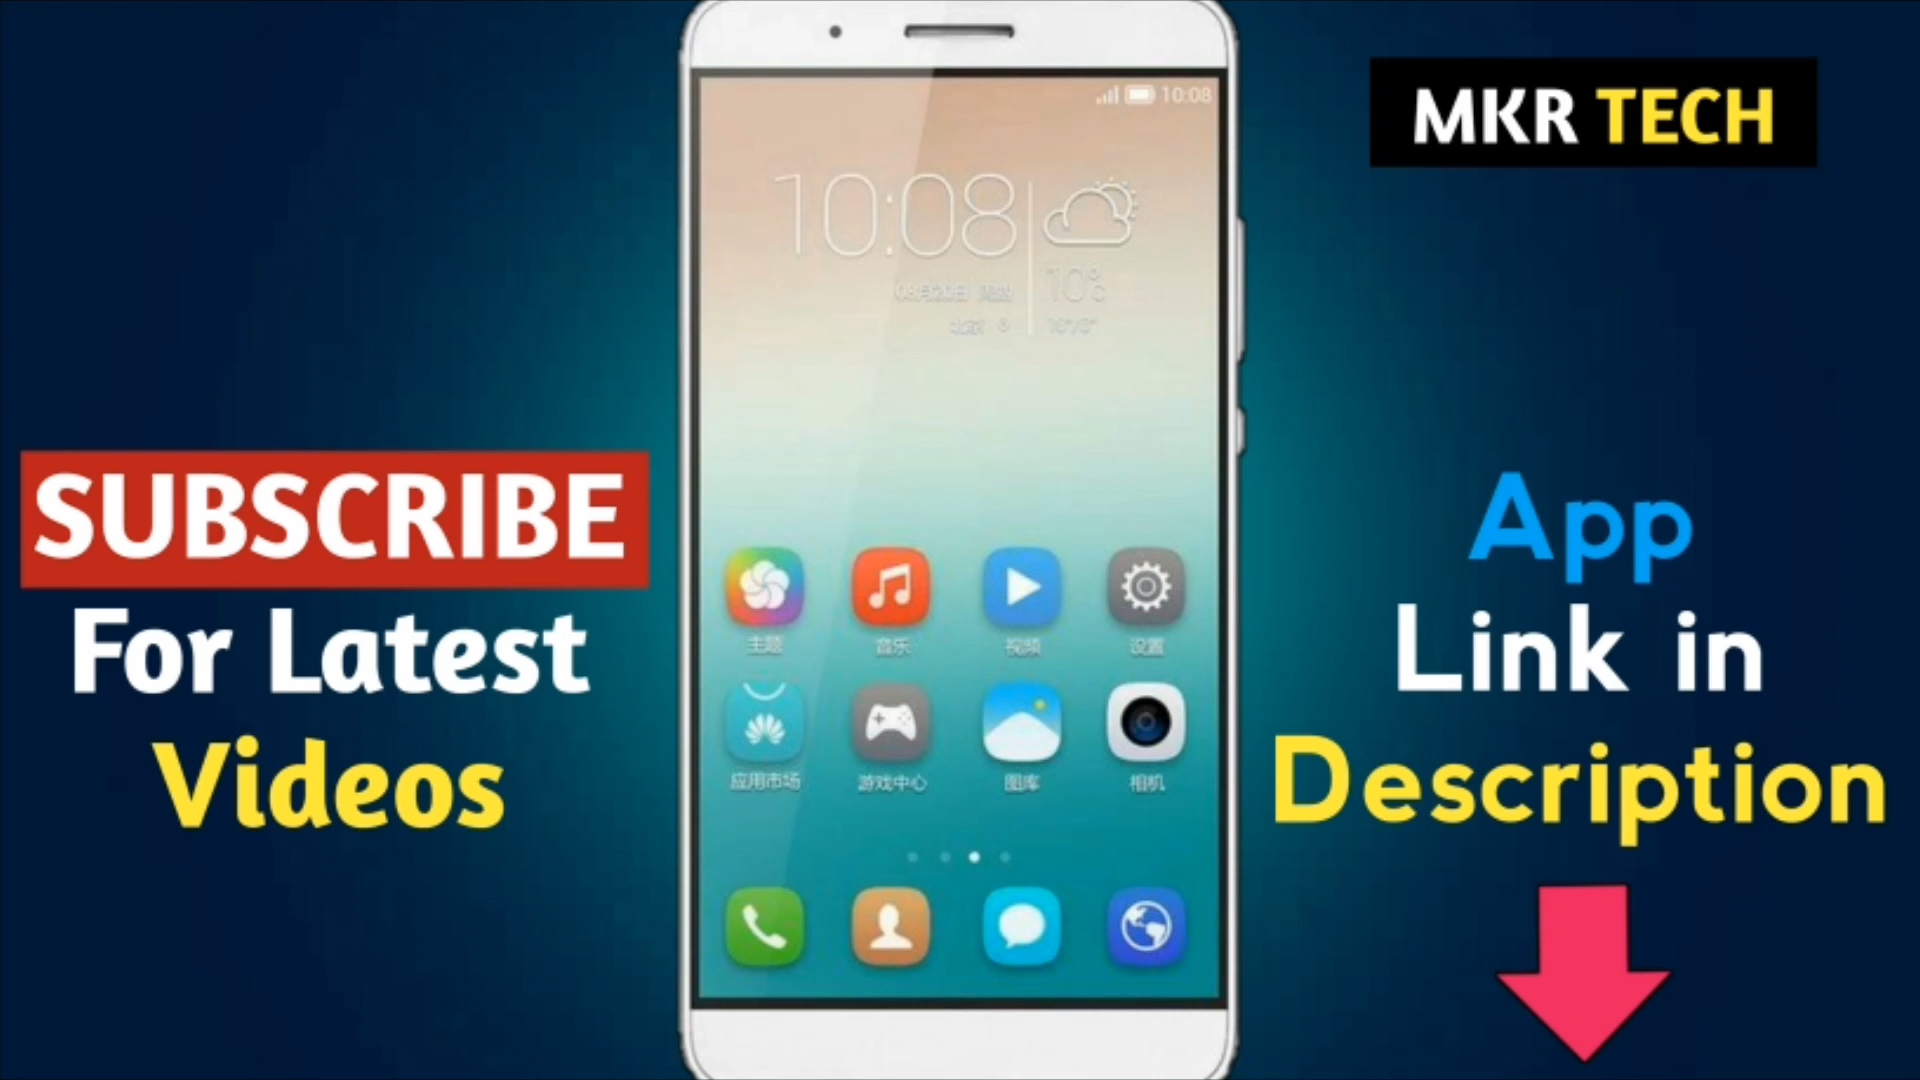 MKR TECH
10:08
10:08
10°c
SUBSCRIBE
For Latest
Videos
App
Link in
Description
主题 音乐 视频 设置
应用市场 游戏中心 图库 相机